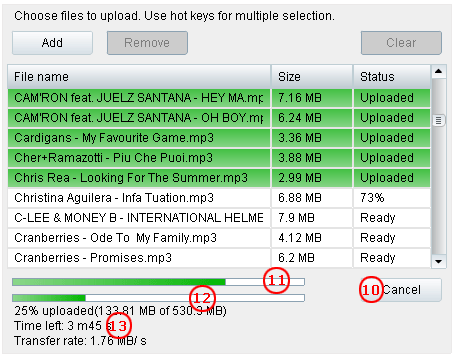 Choose files to upload. Use hot keys for multiple selection.
Add Remove Clear
File name Size Status
CAM'RON feat. JUELZ SANTANA - HEY MA.mp 7.16 MB Uploaded
CAM'RON feat. JUELZ SANTANA - OH BOY.mp 6.24 MB Uploaded
Cardigans - My Favourite Game.mp3 3.36 MB Uploaded
Cher+Ramazotti - Piu Che Puoi.mp3 3.88 MB Uploaded
Chris Rea - Looking For The Summer.mp3 2.99 MB Uploaded
Christina Aguilera - Infa Tuation.mp3 6.88 MB 73%
C-LEE & MONEY B - INTERNATIONAL HELME 7.9 MB Ready
Cranberries - Ode To My Family.mp3 4.12 MB Ready
Cranberries - Promises.mp3 6.2 MB Ready
11
10 Cancel
12
25% uploaded(133.81 MB of 530.3 MB)
Time left: 3 m45 s 13
Transfer rate: 1.76 MB/ s